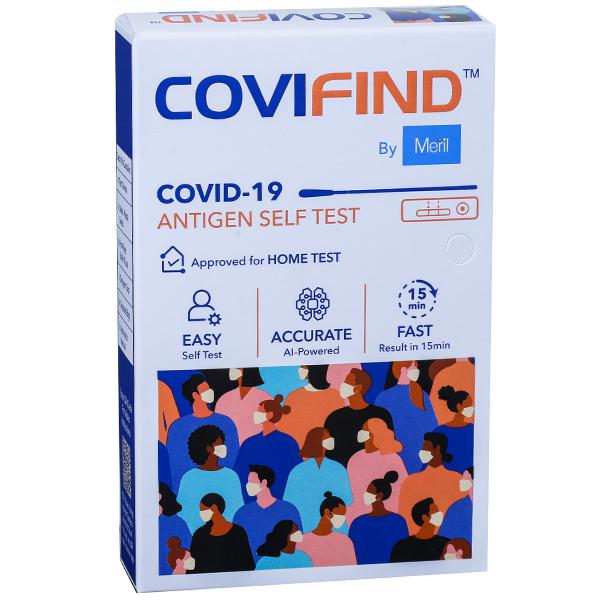 COVIFIND™
By Meril
COVID-19
ANTIGEN SELF TEST
C T
Approved for HOME TEST
EASY
Self Test
ACCURATE
AI-Powered
15
min
FAST
Result in 15min